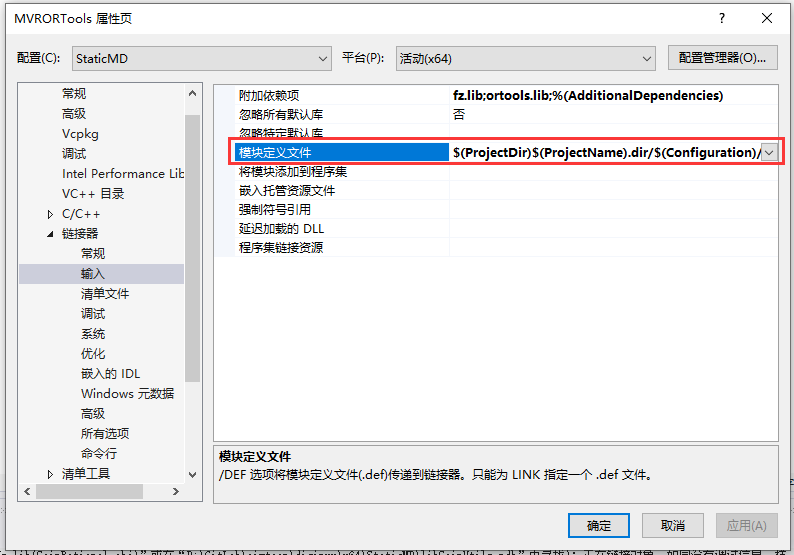 MVRORTools 属性页
配置(C):
StaticMD
平台(P):
活动(x64)
配置管理器(O)...
常规
高级
Vcpkg
调试
Intel Performance Lib
VC++ 目录
C/C++
链接器
常规
输入
清单文件
调试
系统
优化
嵌入的 IDL
Windows 元数据
高级
所有选项
命令行
清单工具
附加依赖项 fz.lib;ortools.lib;%(AdditionalDependencies)
忽略所有默认库 否
忽略特定默认库
模块定义文件 $(ProjectDir)$(ProjectName).dir/$(Configuration)/
将模块添加到程序集
嵌入托管资源文件
强制符号引用
延迟加载的 DLL
程序集链接资源
模块定义文件
/DEF 选项将模块定义文件(.def)传递到链接器。只能为 LINK 指定一个 .def 文件。
确定
取消
应用(A)